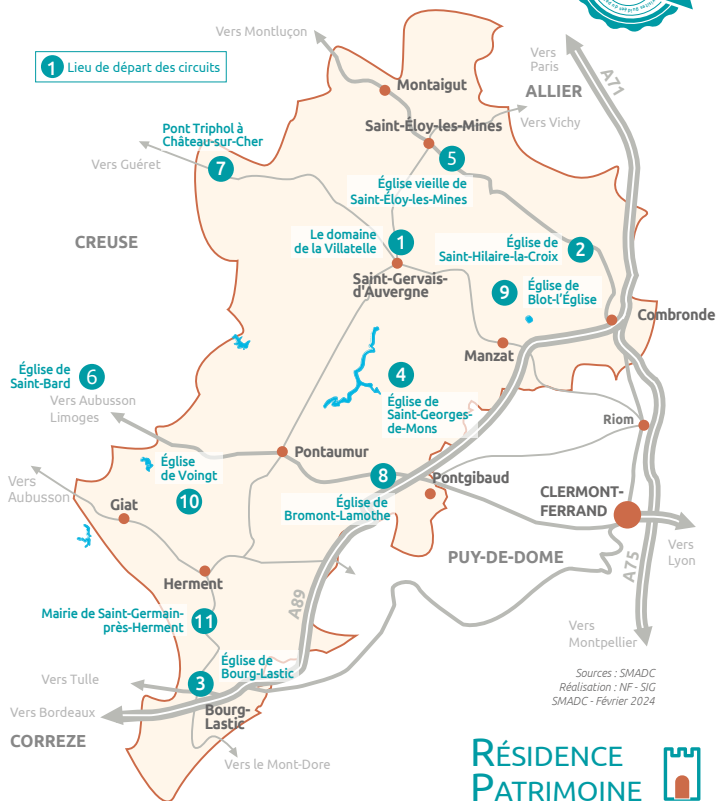 Vers Montluçon
1 Lieu de départ des circuits
Vers
Paris
A71
ALLIER
Montaigut
Saint-Éloy-les-Mines
Vers Vichy
Pont Triphol à
Château-sur-Cher
Vers Guéret
7
5
Église vieille de
Saint-Éloy-les-Mines
CREUSE
Le domaine
de la Villatelle
1
Église de
Saint-Hilaire-la-Croix
2
Saint-Gervais-
d'Auvergne
9
Église de
Blot-l'Église
Combronde
Manzat
Église de
Saint-Bard
6
4
Église de
Saint-Georges-
de-Mons
Vers Aubusson
Limoges
Riom
Pontaumur
Église
de Voingt
10
8
Pontgibaud
Vers
Aubusson
Giat
Église de
Bromont-Lamothe
CLERMONT-
FERRAND
Vers
Lyon
PUY-DE-DOME
A75
Herment
A89
Mairie de Saint-Germain-
près-Herment
11
Vers
Montpellier
Église de
Bourg-Lastic
3
Vers Tulle
Vers Bordeaux
Bourg-
Lastic
CORREZE
Vers le Mont-Dore
Sources : SMADC
Réalisation : NF - SIG
SMADC - Février 2024
RÉSIDENCE
PATRIMOINE